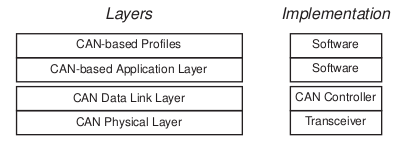 Layers Implementation
CAN-based Profiles Software
CAN-based Application Layer Software
CAN Data Link Layer CAN Controller
CAN Physical Layer Transceiver